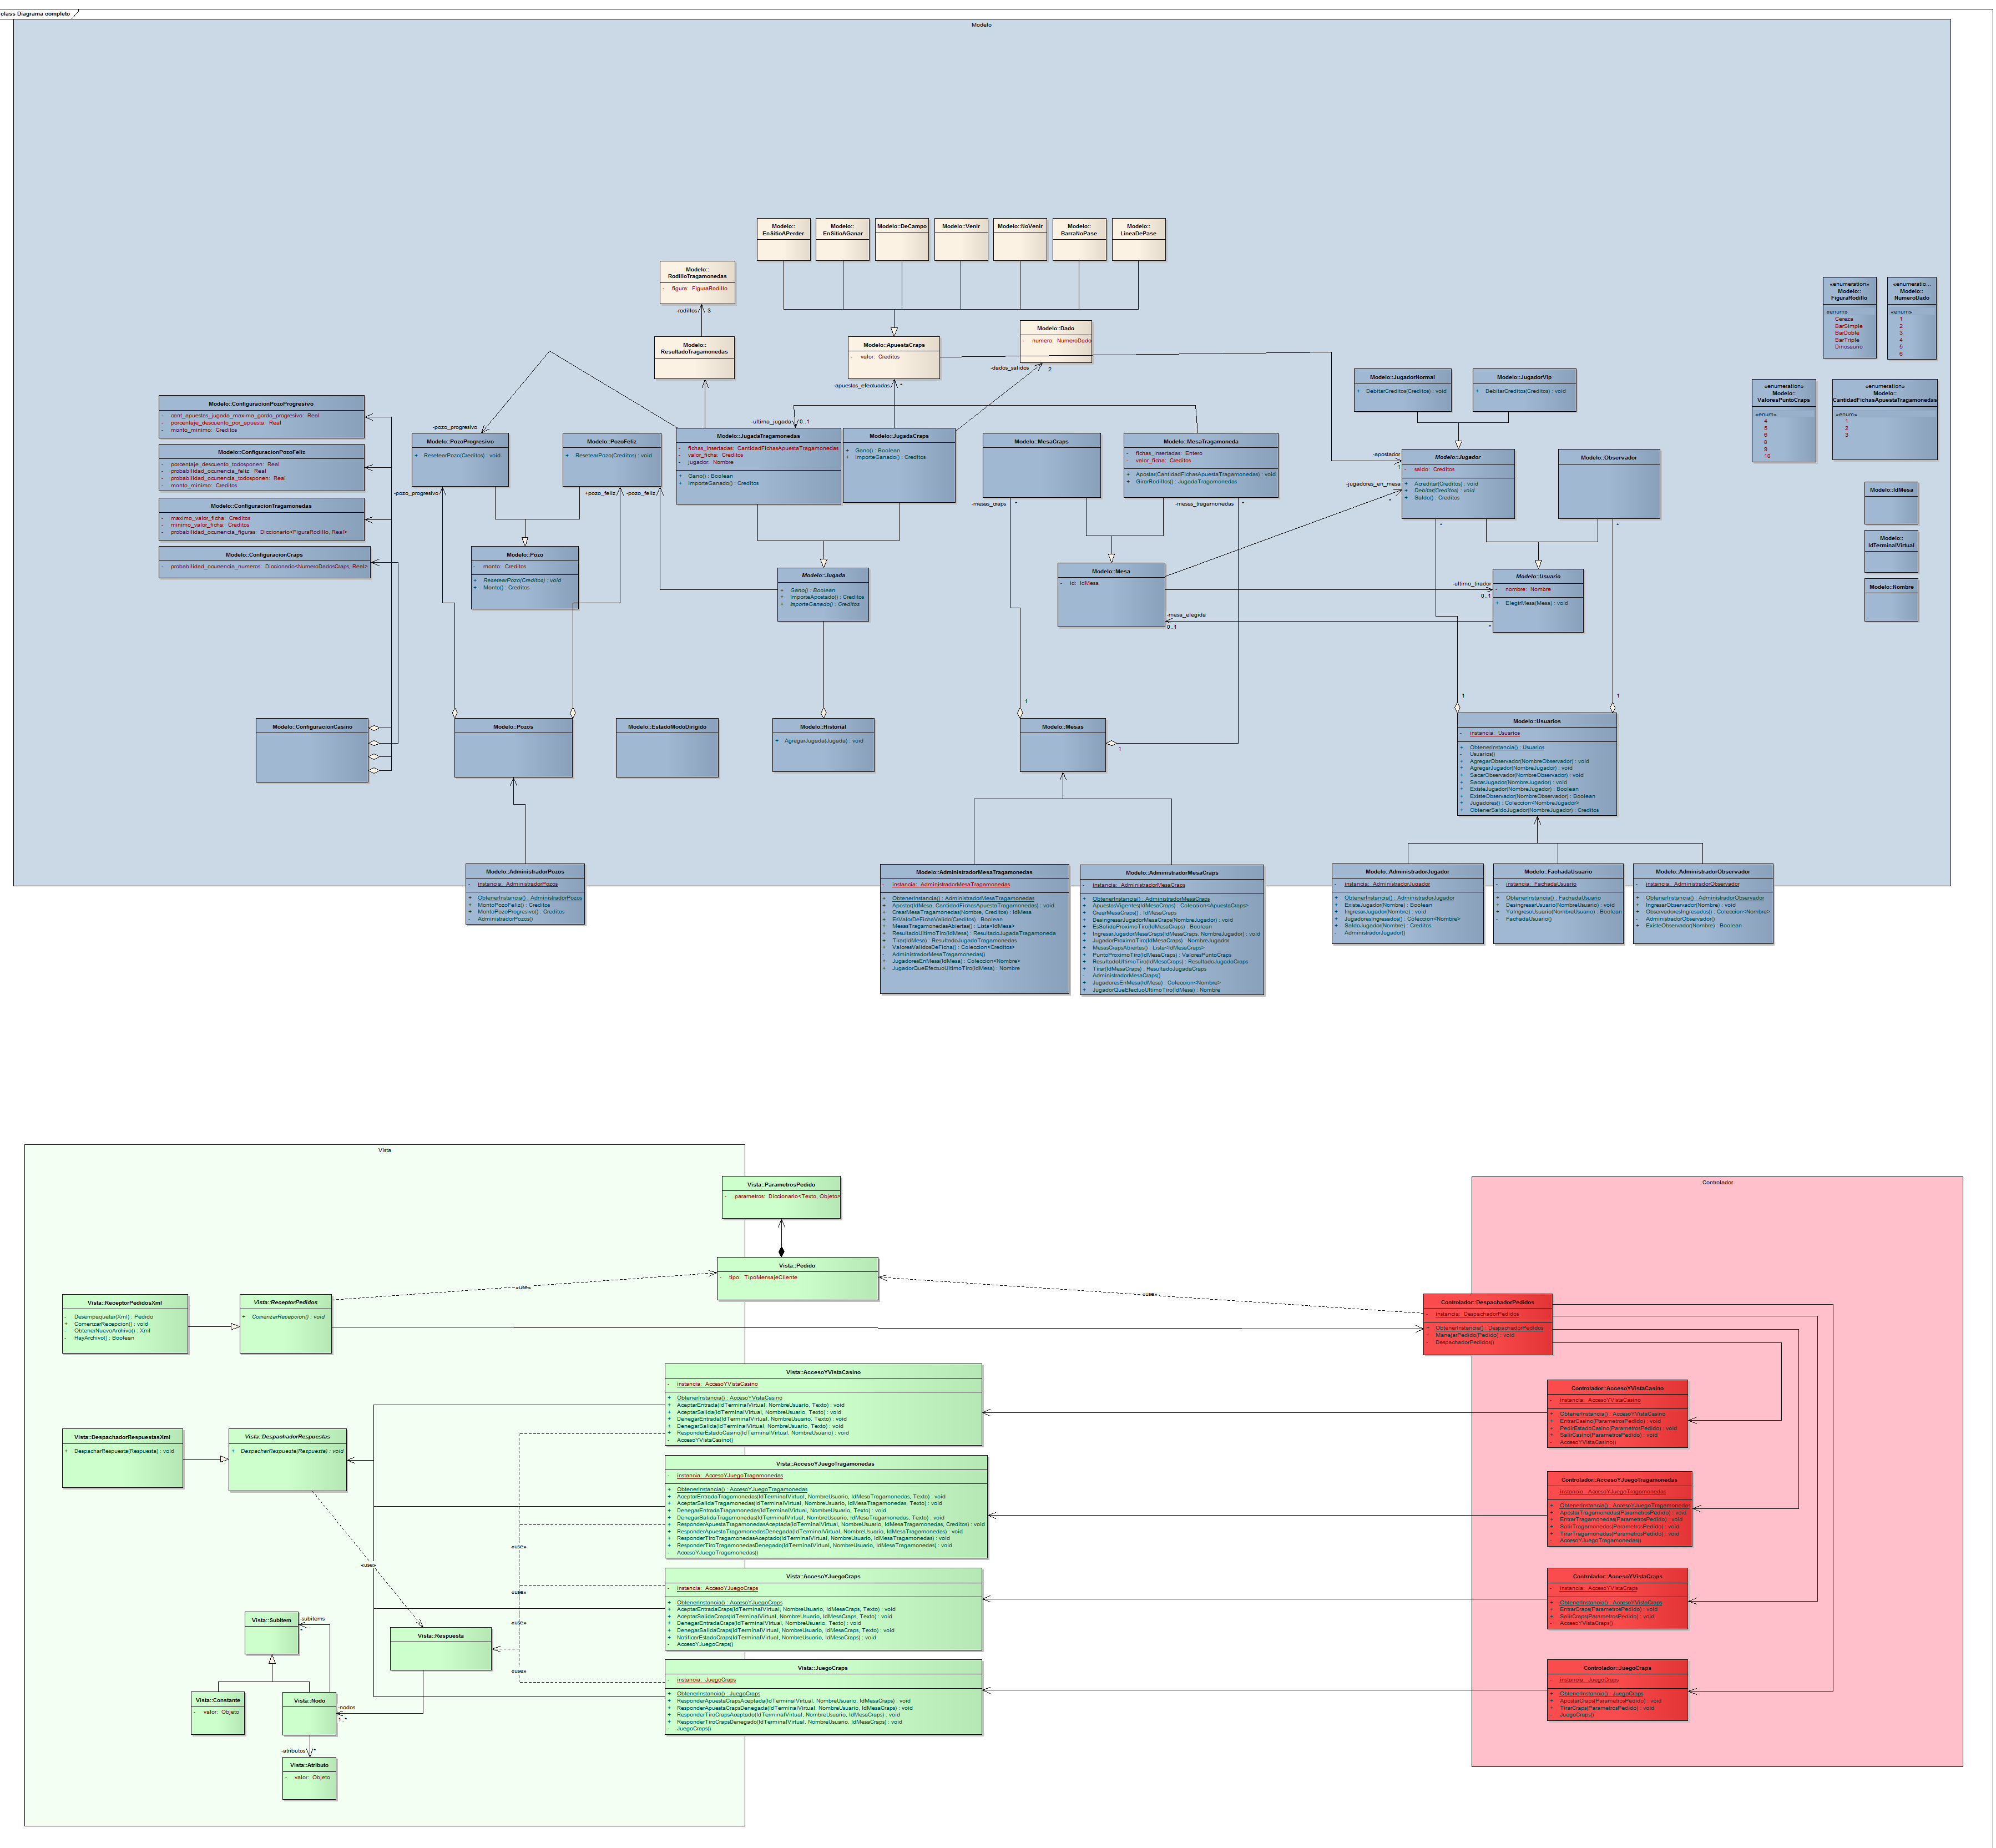 class Diagrama completo
Modelo
Modelo::
EnSitioAPerder
Modelo::
EnSitioAGanar
Modelo::DeCampo
Modelo::Venir
Modelo::NoVenir
Modelo::
BarraNoPase
Modelo::
LineaDePase
Modelo::
RodilloTragamonedas
- figura: FiguraRodillo
-rodillos 3
Modelo::
ResultadoTragamonedas
Modelo::ApuestaCraps
- valor: Creditos
Modelo::Dado
- numero: NumeroDado
-dados_salidos
2
-apuestas_efectuadas *
«enumeration»
Modelo::
FiguraRodillo
«enum»
Cereza
BarSimple
BarDoble
BarTriple
Dinosaurio
«enumeratio...
Modelo::
NumeroDado
«enum»
1
2
3
4
5
6
«enumeration»
Modelo::
ValoresPuntoCraps
«enum»
4
5
6
8
9
10
«enumeration»
Modelo::
CantidadFichasApuestaTragamonedas
«enum»
1
2
3
Modelo::JugadorNormal
+ DebitarCreditos(Creditos) : void
Modelo::JugadorVip
+ DebitarCreditos(Creditos) : void
Modelo::ConfiguracionPozoProgresivo
- cant_apuestas_jugada_maxima_gordo_progresivo: Real
- porcentaje_descuento_por_apuesta: Real
- monto_minimo: Creditos
Modelo::ConfiguracionPozoFeliz
- porcentaje_descuento_todosponen: Real
- probabilidad_ocurrencia_feliz: Real
- probabilidad_ocurrencia_todosponen: Real
- monto_minimo: Creditos
Modelo::ConfiguracionTragamonedas
- maximo_valor_ficha: Creditos
- minimo_valor_ficha: Creditos
- probabilidad_ocurrencia_figuras: Diccionario<FiguraRodillo, Real>
Modelo::ConfiguracionCraps
- probabilidad_ocurrencia_numeros: Diccionario<NumeroDadosCraps, Real>
-pozo_progresivo
Modelo::PozoProgresivo
+ ResetearPozo(Creditos) : void
Modelo::PozoFeliz
+ ResetearPozo(Creditos) : void
-ultima_jugada 0..1
Modelo::JugadaTragamonedas
- fichas_insertadas: CantidadFichasApuestaTragamonedas
- valor_ficha: Creditos
- jugador: Nombre
+ Gano() : Boolean
+ ImporteGanado() : Creditos
Modelo::JugadaCraps
+ Gano() : Boolean
+ ImporteGanado() : Creditos
Modelo::MesaCraps
Modelo::MesaTragamoneda
- fichas_insertadas: Entero
- valor_ficha: Creditos
+ Apostar(CantidadFichasApuestaTragamonedas) : void
+ GirarRodillos() : JugadaTragamonedas
-apostador
1
Modelo::Jugador
- saldo: Creditos
+ Acreditar(Creditos) : void
+ Debitar(Creditos) : void
+ Saldo() : Creditos
Modelo::Observador
-jugadores_en_mesa
*
-pozo_progresivo
+pozo_feliz
-pozo_feliz
-mesas_craps *
-mesas_tragamonedas *
*
*
Modelo::IdMesa
Modelo::
IdTerminalVirtual
Modelo::Nombre
Modelo::Pozo
- monto: Creditos
+ ResetearPozo(Creditos) : void
+ Monto() : Creditos
Modelo::Jugada
+ Gano() : Boolean
+ ImporteApostado() : Creditos
+ ImporteGanado() : Creditos
Modelo::Mesa
- id: IdMesa
-ultimo_tirador
0..1
Modelo::Usuario
- nombre: Nombre
+ ElegirMesa(Mesa) : void
-mesa_elegida
0..1
*
Modelo::ConfiguracionCasino
Modelo::Pozos
Modelo::EstadoModoDirigido
Modelo::Historial
+ AgregarJugada(Jugada) : void
Modelo::Mesas
1
1
1
1
Modelo::Usuarios
- instancia: Usuarios
+ ObtenerInstancia() : Usuarios
- Usuarios()
+ AgregarObservador(NombreObservador) : void
+ AgregarJugador(NombreJugador) : void
+ SacarObservador(NombreObservador) : void
+ SacarJugador(NombreJugador) : void
+ ExisteJugador(NombreJugador) : Boolean
+ ExisteObservador(NombreObservador) : Boolean
+ Jugadores() : Coleccion<NombreJugador>
+ ObtenerSaldoJugador(NombreJugador) : Creditos
Modelo::AdministradorPozos
- instancia: AdministradorPozos
+ ObtenerInstancia() : AdministradorPozos
+ MontoPozoFeliz() : Creditos
+ MontoPozoProgresivo() : Creditos
- AdministradorPozos()
Modelo::AdministradorMesaTragamonedas
- instancia: AdministradorMesaTragamonedas
+ ObtenerInstancia() : AdministradorMesaTragamonedas
+ Apostar(IdMesa, CantidadFichasApuestaTragamonedas) : void
+ CrearMesaTragamonedas(Nombre, Creditos) : IdMesa
+ EsValorDeFichaValido(Creditos) : Boolean
+ MesasTragamonedasAbiertas() : Lista<IdMesa>
+ ResultadoUltimoTiro(IdMesa) : ResultadoJugadaTragamoneda
+ Tirar(IdMesa) : ResultadoJugadaTragamonedas
+ ValoresValidosDeFicha() : Coleccion<Creditos>
- AdministradorMesaTragamonedas()
+ JugadoresEnMesa(IdMesa) : Coleccion<Nombre>
+ JugadorQueEfectuoUltimoTiro(IdMesa) : Nombre
Modelo::AdministradorMesaCraps
- instancia: AdministradorMesaCraps
+ ObtenerInstancia() : AdministradorMesaCraps
+ ApuestasVigentes(IdMesaCraps) : Coleccion<ApuestaCraps>
+ CrearMesaCraps() : IdMesaCraps
+ DesingresarJugadorMesaCraps(NombreJugador) : void
+ EsSalidaProximoTiro(IdMesaCraps) : Boolean
+ IngresarJugadorMesaCraps(IdMesaCraps, NombreJugador) : void
+ JugadorProximoTiro(IdMesaCraps) : NombreJugador
+ MesasCrapsAbiertas() : Lista<IdMesaCraps>
+ PuntoProximoTiro(IdMesaCraps) : ValoresPuntoCraps
+ ResultadoUltimoTiro(IdMesaCraps) : ResultadoJugadaCraps
+ Tirar(IdMesaCraps) : ResultadoJugadaCraps
- AdministradorMesaCraps()
+ JugadoresEnMesa(IdMesa) : Coleccion<Nombre>
+ JugadorQueEfectuoUltimoTiro(IdMesa) : Nombre
Modelo::AdministradorJugador
- instancia: AdministradorJugador
+ ObtenerInstancia() : AdministradorJugador
+ ExisteJugador(Nombre) : Boolean
+ IngresarJugador(Nombre) : void
+ JugadoresIngresados() : Coleccion<Nombre>
+ SaldoJugador(Nombre) : Creditos
- AdministradorJugador()
Modelo::FachadaUsuario
- instancia: FachadaUsuario
+ ObtenerInstancia() : FachadaUsuario
+ DesingresarUsuario(NombreUsuario) : void
+ YaIngresoUsuario(NombreUsuario) : Boolean
- FachadaUsuario()
Modelo::AdministradorObservador
- instancia: AdministradorObservador
+ ObtenerInstancia() : AdministradorObservador
+ IngresarObservador(Nombre) : void
+ ObservadoresIngresados() : Coleccion<Nombre>
- AdministradorObservador()
+ ExisteObservador(Nombre) : Boolean
Vista
Vista::ParametrosPedido
- parametros: Diccionario<Texto, Objeto>
Vista::Pedido
- tipo: TipoMensajeCliente
«use»
«use»
Vista::ReceptorPedidosXml
- Desempaquetar(Xml) : Pedido
+ ComenzarRecepcion() : void
- ObtenerNuevoArchivo() : Xml
- HayArchivo() : Boolean
Vista::ReceptorPedidos
+ ComenzarRecepcion() : void
Vista::DespachadorRespuestasXml
+ DespacharRespuesta(Respuesta) : void
Vista::DespachadorRespuestas
+ DespacharRespuesta(Respuesta) : void
Vista::AccesoYVistaCasino
- instancia: AccesoYVistaCasino
+ ObtenerInstancia() : AccesoYVistaCasino
+ AceptarEntrada(IdTerminalVirtual, NombreUsuario, Texto) : void
+ AceptarSalida(IdTerminalVirtual, NombreUsuario, Texto) : void
+ DenegarEntrada(IdTerminalVirtual, NombreUsuario, Texto) : void
+ DenegarSalida(IdTerminalVirtual, NombreUsuario, Texto) : void
+ ResponderEstadoCasino(IdTerminalVirtual, NombreUsuario) : void
- AccesoYVistaCasino()
Vista::AccesoYJuegoTragamonedas
- instancia: AccesoYJuegoTragamonedas
+ ObtenerInstancia() : AccesoYJuegoTragamonedas
+ AceptarEntradaTragamonedas(IdTerminalVirtual, NombreUsuario, IdMesaTragamonedas, Texto) : void
+ AceptarSalidaTragamonedas(IdTerminalVirtual, NombreUsuario, IdMesaTragamonedas, Texto) : void
+ DenegarEntradaTragamonedas(IdTerminalVirtual, NombreUsuario, Texto) : void
+ DenegarSalidaTragamonedas(IdTerminalVirtual, NombreUsuario, IdMesaTragamonedas, Texto) : void
+ ResponderApuestaTragamonedasAceptada(IdTerminalVirtual, NombreUsuario, IdMesaTragamonedas, Creditos) : void
+ ResponderApuestaTragamonedasDenegada(IdTerminalVirtual, NombreUsuario, IdMesaTragamonedas) : void
+ ResponderTiroTragamonedasAceptado(IdTerminalVirtual, NombreUsuario, IdMesaTragamonedas) : void
+ ResponderTiroTragamonedasDenegado(IdTerminalVirtual, NombreUsuario, IdMesaTragamonedas) : void
- AccesoYJuegoTragamonedas()
Vista::AccesoYJuegoCraps
- instancia: AccesoYJuegoCraps
+ ObtenerInstancia() : AccesoYJuegoCraps
+ AceptarEntradaCraps(IdTerminalVirtual, NombreUsuario, IdMesaCraps, Texto) : void
+ AceptarSalidaCraps(IdTerminalVirtual, NombreUsuario, IdMesaCraps, Texto) : void
+ DenegarEntradaCraps(IdTerminalVirtual, NombreUsuario, Texto) : void
+ DenegarSalidaCraps(IdTerminalVirtual, NombreUsuario, IdMesaCraps, Texto) : void
+ NotificarEstadoCraps(IdTerminalVirtual, NombreUsuario, IdMesaCraps) : void
- AccesoYJuegoCraps()
Vista::JuegoCraps
- instancia: JuegoCraps
+ ObtenerInstancia() : JuegoCraps
+ ResponderApuestaCrapsAceptada(IdTerminalVirtual, NombreUsuario, IdMesaCraps) : void
+ ResponderApuestaCrapsDenegada(IdTerminalVirtual, NombreUsuario, IdMesaCraps) : void
+ ResponderTiroCrapsAceptado(IdTerminalVirtual, NombreUsuario, IdMesaCraps) : void
+ ResponderTiroCrapsDenegado(IdTerminalVirtual, NombreUsuario, IdMesaCraps) : void
- JuegoCraps()
«use»
«use»
«use»
«use»
«use»
Vista::SubItem
-subitems
*
Vista::Respuesta
Vista::Constante
- valor: Objeto
Vista::Nodo
-nodos
1..*
-atributos *
Vista::Atributo
- valor: Objeto
Controlador
Controlador::DespachadorPedidos
- instancia: DespachadorPedidos
+ ObtenerInstancia() : DespachadorPedidos
+ ManejarPedido(Pedido) : void
- DespachadorPedidos()
Controlador::AccesoYVistaCasino
- instancia: AccesoYVistaCasino
+ ObtenerInstancia() : AccesoYVistaCasino
+ EntrarCasino(ParametrosPedido) : void
+ PedirEstadoCasino(ParametrosPedido) : void
+ SalirCasino(ParametrosPedido) : void
- AccesoYVistaCasino()
Controlador::AccesoYJuegoTragamonedas
- instancia: AccesoYJuegoTragamonedas
+ ObtenerInstancia() : AccesoYJuegoTragamonedas
+ ApostarTragamonedas(ParametrosPedido) : void
+ EntrarTragamonedas(ParametrosPedido) : void
+ SalirTragamonedas(ParametrosPedido) : void
+ TirarTragamonedas(ParametrosPedido) : void
- AccesoYJuegoTragamonedas()
Controlador::AccesoYVistaCraps
- instancia: AccesoYVistaCraps
+ ObtenerInstancia() : AccesoYVistaCraps
+ EntrarCraps(ParametrosPedido) : void
+ SalirCraps(ParametrosPedido) : void
- AccesoYVistaCraps()
Controlador::JuegoCraps
- instancia: JuegoCraps
+ ObtenerInstancia() : JuegoCraps
+ ApostarCraps(ParametrosPedido) : void
+ TirarCraps(ParametrosPedido) : void
- JuegoCraps()